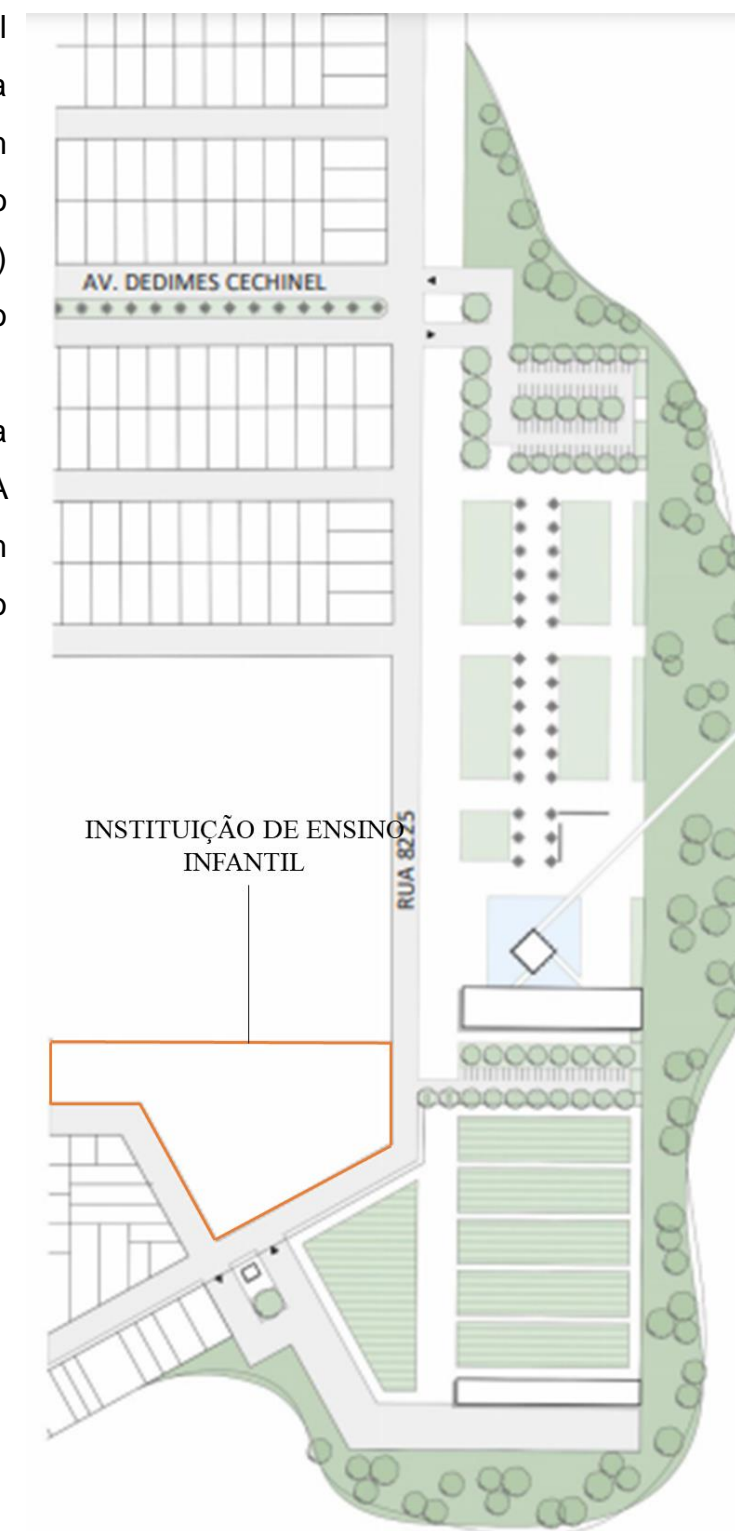 l
a
n
o
)
o
a
A
n
o
AV. DEDIMES CECHINEL
INSTITUIÇÃO DE ENSINO
INFANTIL
RUA 8225